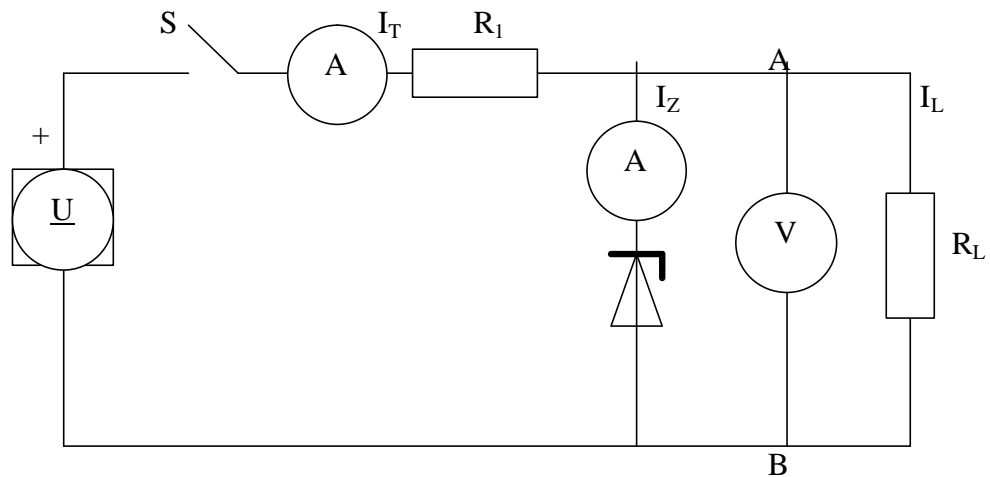 S I_T R_1
A A
I_Z I_L
+
A
U V R_L
B